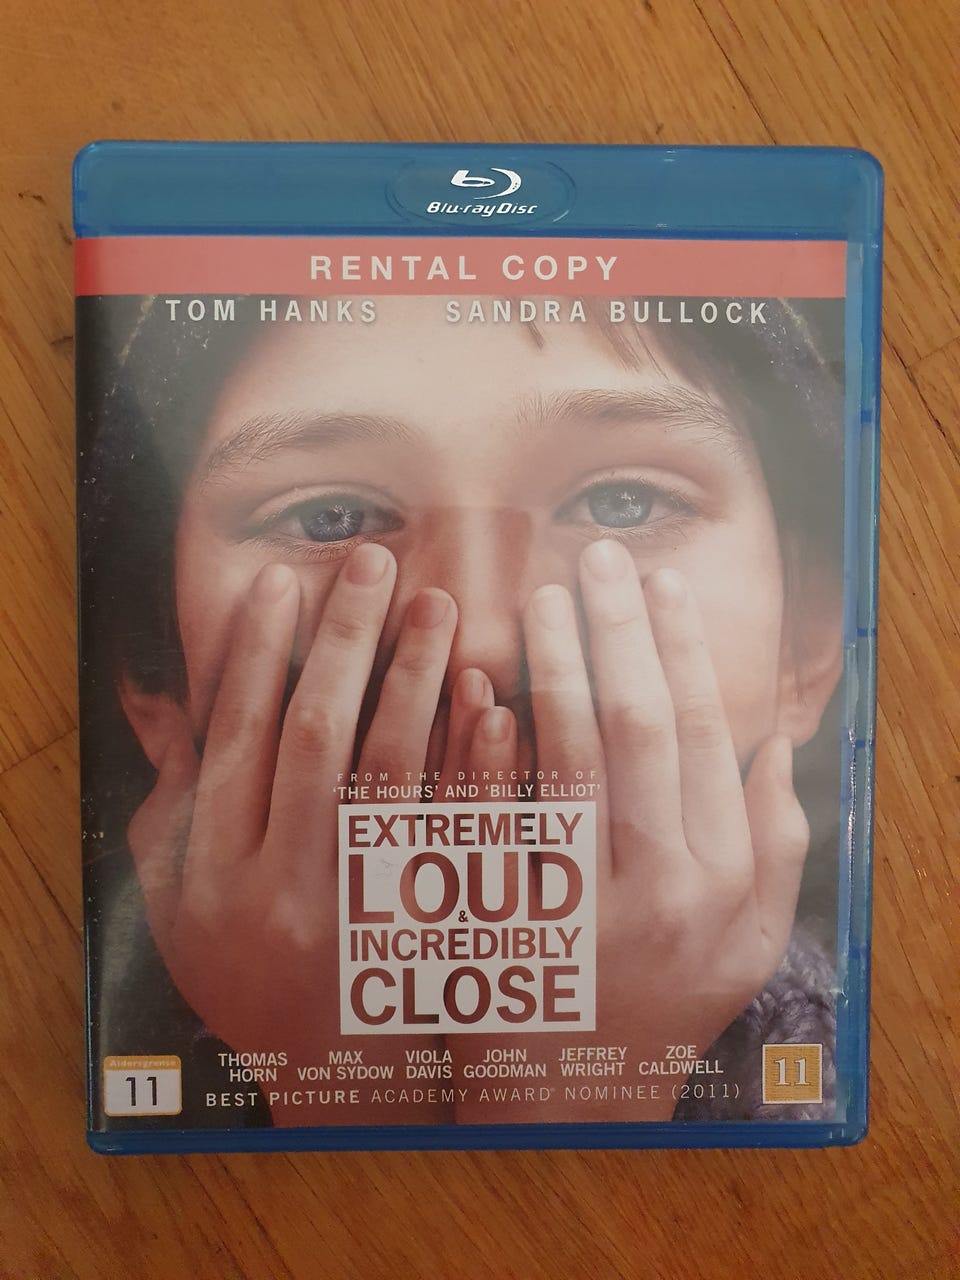 Blu-ray Disc
RENTAL COPY
TOM HANKS SANDRA BULLOCK
FROM THE DIRECTOR OF
'THE HOURS' AND 'BILLY ELLIOT'
EXTREMELY
LOUD
&
INCREDIBLY
CLOSE
THOMAS HORN MAX VON SYDOW VIOLA DAVIS JOHN GOODMAN JEFFREY WRIGHT ZOE CALDWELL
BEST PICTURE ACADEMY AWARD® NOMINEE (2011)
Aldersgrense
11
11